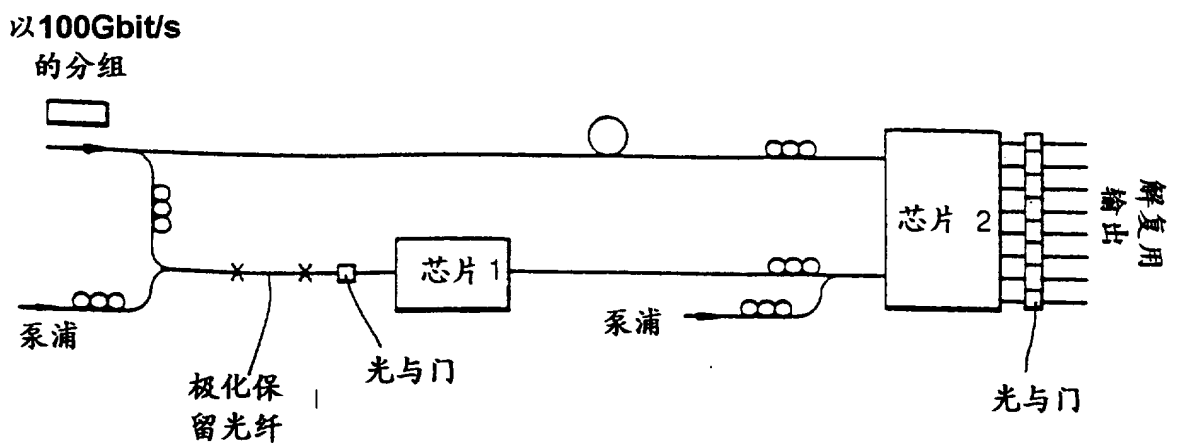 以100Gbit/s
的分组
芯片 2
解复用
输出
芯片 1
泵浦
泵浦
极化保
留光纤
光与门
光与门